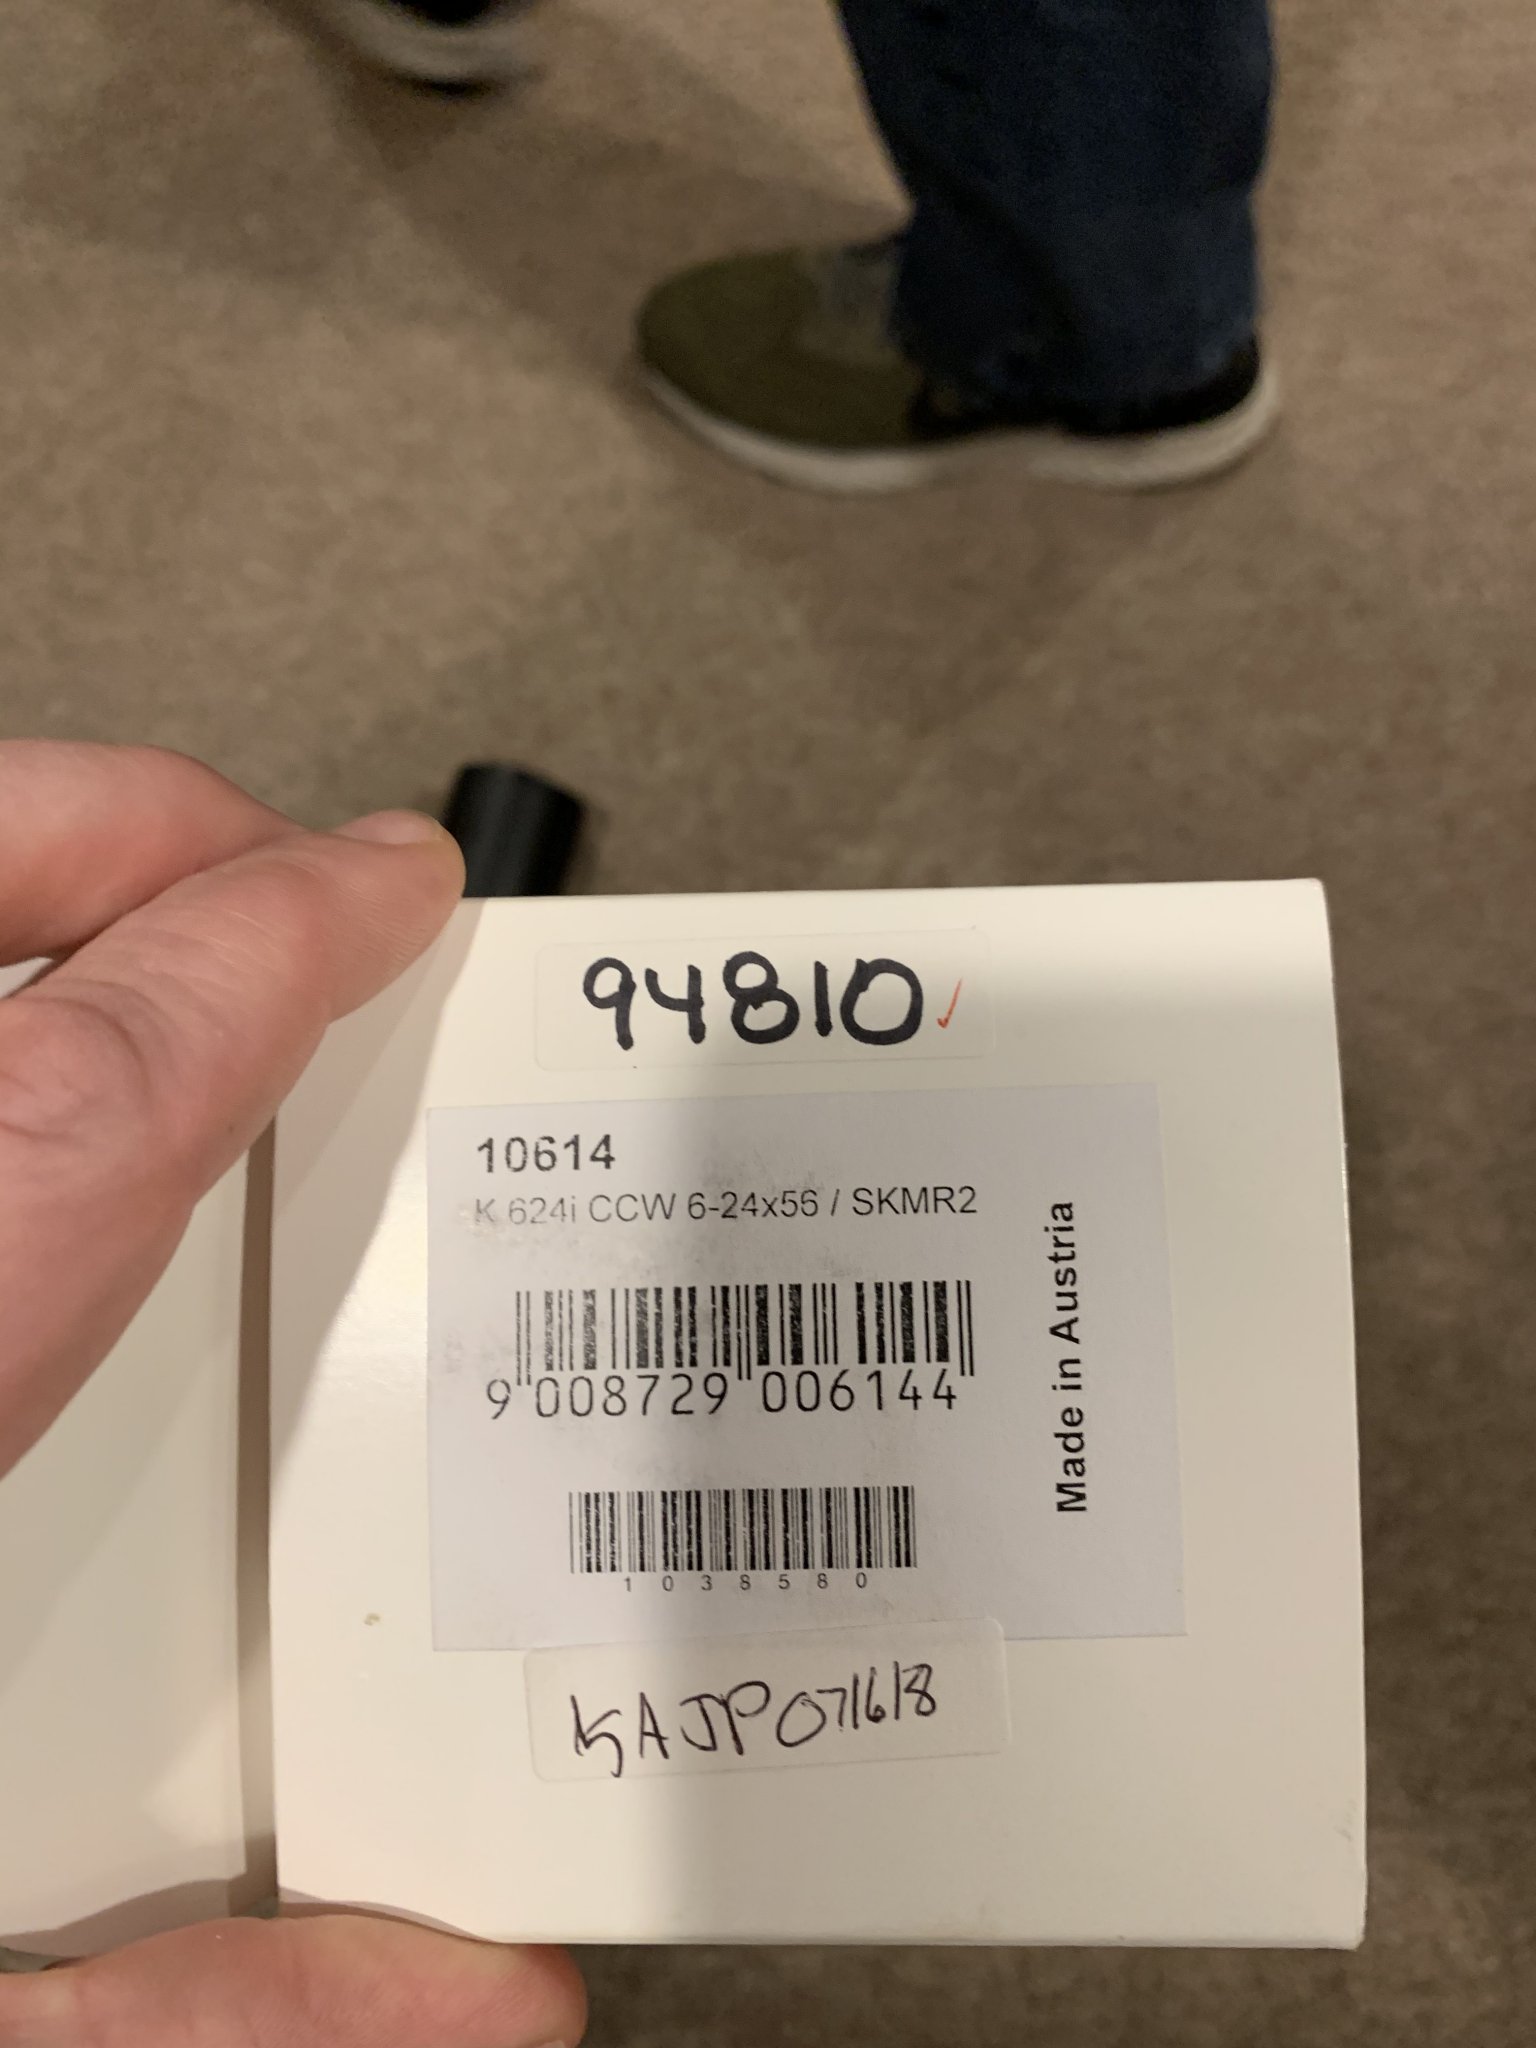 94810
10614
K 624i CCW 6-24x56 / SKMR2
9 008729 006144
1038580
Made in Austria
KAJP071618